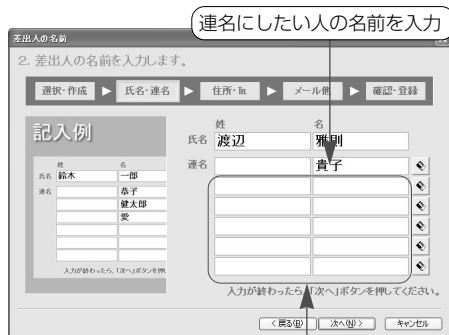 連名にしたい人の名前を入力
差出人の名前
2. 差出人の名前を入力します。
選択・作成 ▶ 氏名・連名 ▶ 住所・℡ ▶ メール他 ▶ 確認・登録
記入例
姓 名
氏名 鈴木 一郎
連名 恭子
健太郎
愛
入力が終わったら、「次へ」ボタンを押
姓 名
氏名 渡辺 雅則
連名 貴子
入力が終わったら、「次へ」ボタンを押してください。
< 戻る(B) 次へ(N) > キャンセル